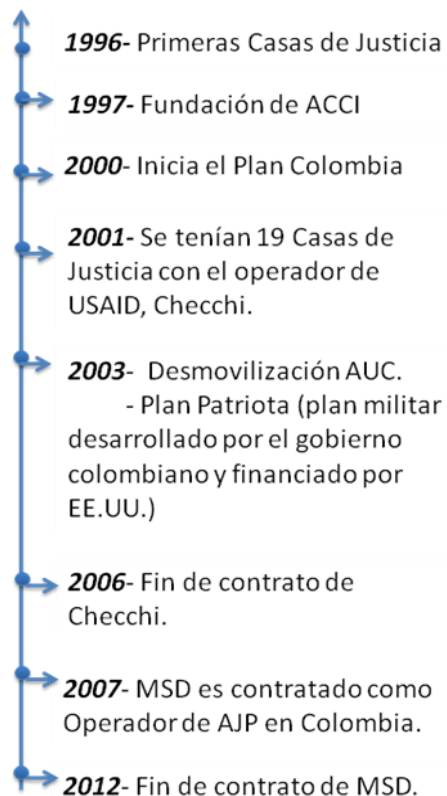 1996- Primeras Casas de Justicia
1997- Fundación de ACCI
2000- Inicia el Plan Colombia
2001- Se tenían 19 Casas de
Justicia con el operador de
USAID, Checchi.
2003-  Desmovilización AUC.
- Plan Patriota (plan militar
desarrollado por el gobierno
colombiano y financiado por
EE.UU.)
2006- Fin de contrato de
Checchi.
2007- MSD es contratado como
Operador de AJP en Colombia.
2012- Fin de contrato de MSD.